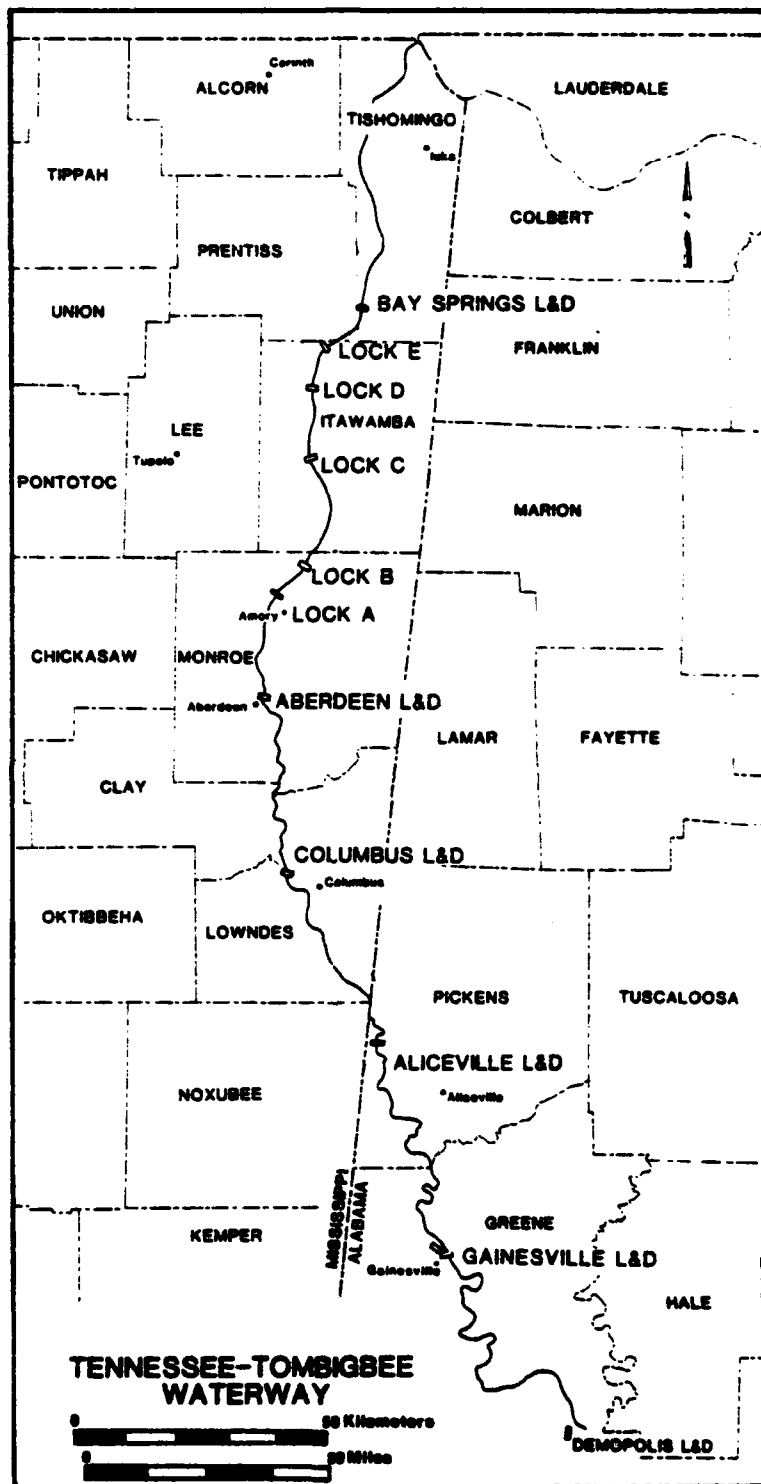 Corinth
ALCORN
LAUDERDALE
TISHOMINGO
Iuka
TIPPAH
COLBERT
PRENTISS
BAY SPRINGS L&D
UNION
LOCK E
FRANKLIN
LOCK D
ITAWAMBA
LEE
Tupelo
LOCK C
PONTOTOC
MARION
LOCK B
Amory
LOCK A
CHICKASAW
MONROE
Aberdeen
ABERDEEN L&D
LAMAR
FAYETTE
CLAY
COLUMBUS L&D
Columbus
OKTIBBEHA
LOWNDES
PICKENS
TUSCALOOSA
ALICEVILLE L&D
NOXUBEE
Aliceville
MISSISSIPPI
ALABAMA
KEMPER
GREENE
GAINESVILLE L&D
Gainesville
HALE
TENNESSEE-TOMBIGBEE
WATERWAY
0 50 Kilometers
0 Miles
DEMOPOLIS L&D